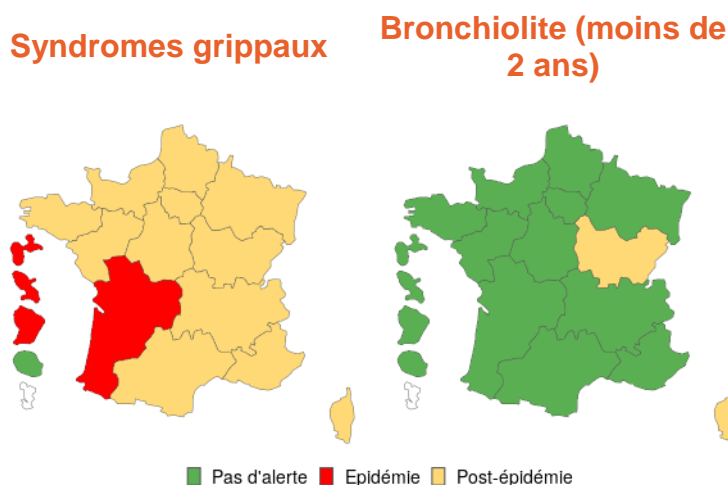 Syndromes grippaux
Bronchiolite (moins de
2 ans)
Pas d'alerte Epidémie Post-épidémie